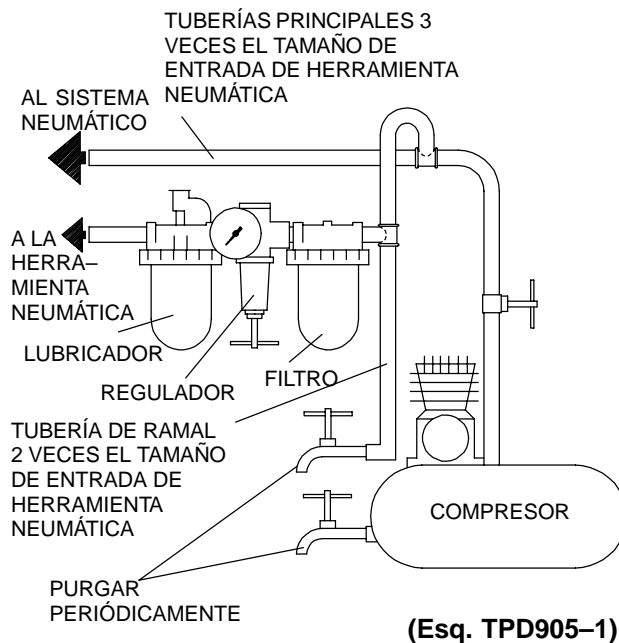 TUBERÍAS PRINCIPALES 3
VECES EL TAMAÑO DE
ENTRADA DE HERRAMIENTA
NEUMÁTICA
AL SISTEMA
NEUMÁTICO
A LA
HERRA–
MIENTA
NEUMÁTICA
LUBRICADOR
REGULADOR
FILTRO
TUBERÍA DE RAMAL
2 VECES EL TAMAÑO
DE ENTRADA DE
HERRAMIENTA
NEUMÁTICA
COMPRESOR
PURGAR
PERIÓDICAMENTE
(Esq. TPD905–1)